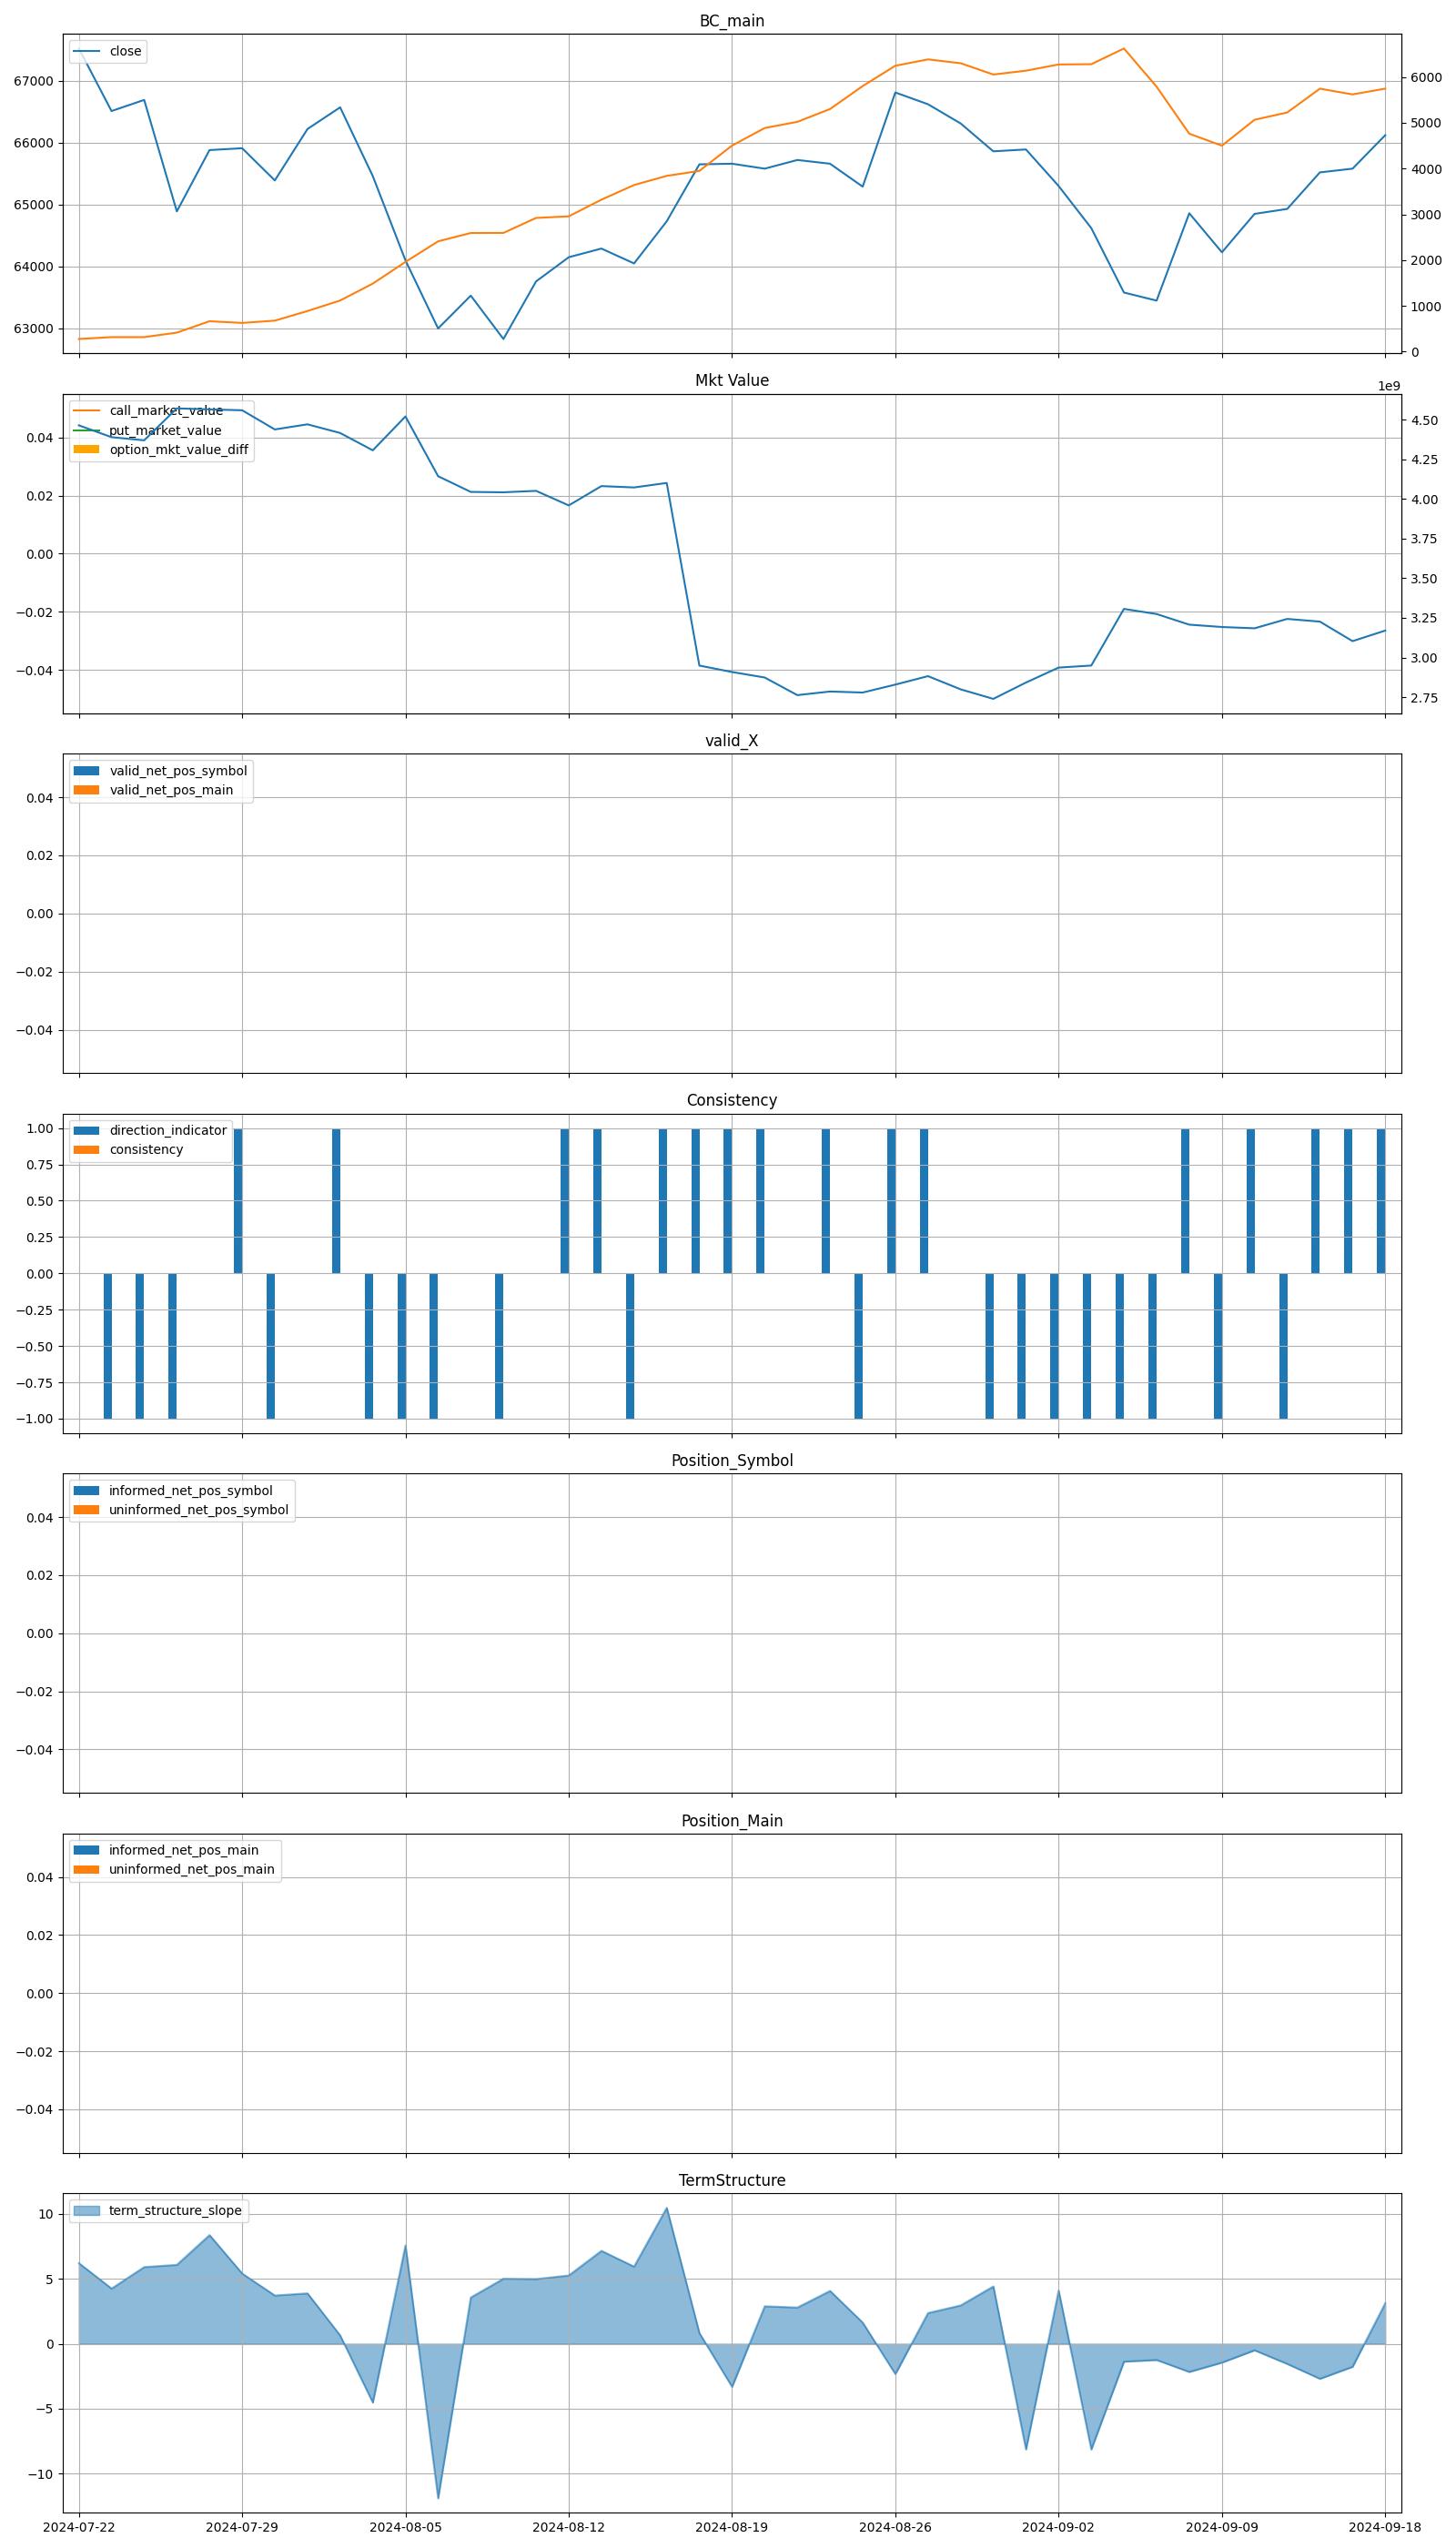 BC_main
close
67000
66000
65000
64000
63000
6000
5000
4000
3000
2000
1000
0
Mkt Value
1e9
call_market_value
put_market_value
option_mkt_value_diff
0.04
0.02
0.00
−0.02
−0.04
4.50
4.25
4.00
3.75
3.50
3.25
3.00
2.75
valid_X
valid_net_pos_symbol
valid_net_pos_main
0.04
0.02
0.00
−0.02
−0.04
Consistency
direction_indicator
consistency
1.00
0.75
0.50
0.25
0.00
−0.25
−0.50
−0.75
−1.00
Position_Symbol
informed_net_pos_symbol
uninformed_net_pos_symbol
0.04
0.02
0.00
−0.02
−0.04
Position_Main
informed_net_pos_main
uninformed_net_pos_main
0.04
0.02
0.00
−0.02
−0.04
TermStructure
term_structure_slope
10
5
0
−5
−10
2024-07-22 2024-07-29 2024-08-05 2024-08-12 2024-08-19 2024-08-26 2024-09-02 2024-09-09 2024-09-18